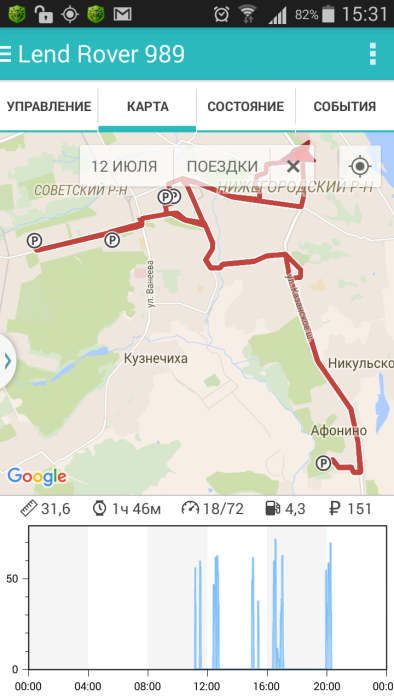 82% 15:31
Lend Rover 989
УПРАВЛЕНИЕ КАРТА СОСТОЯНИЕ СОБЫТИЯ
12 ИЮЛЯ ПОЕЗДКИ
СОВЕТСКИЙ Р-Н НИЖЕГОРОДСКИЙ Р-Н
P P
P P
ул. Ванеева
ул. Казанское ш.
Кузнечиха
Никульско
Афонино
P
Google
31,6 1ч 46м 18/72 4,3 ₽ 151
50
0
00:00 04:00 08:00 12:00 16:00 20:00 00:0